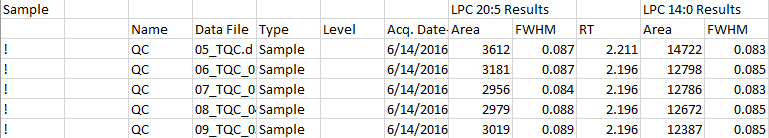 Sample LPC 20:5 Results LPC 14:0 Results
Name Data File Type Level Acq. Date- Area FWHM RT Area FWHM
! QC 05_TQC.d Sample 6/14/2016 3612 0.087 2.211 14722 0.083
! QC 06_TQC_0 Sample 6/14/2016 3181 0.087 2.196 12798 0.085
! QC 07_TQC_0 Sample 6/14/2016 2956 0.084 2.196 12786 0.083
! QC 08_TQC_0 Sample 6/14/2016 2979 0.088 2.196 12672 0.085
! QC 09_TQC_0 Sample 6/14/2016 3019 0.089 2.196 12387 0.085